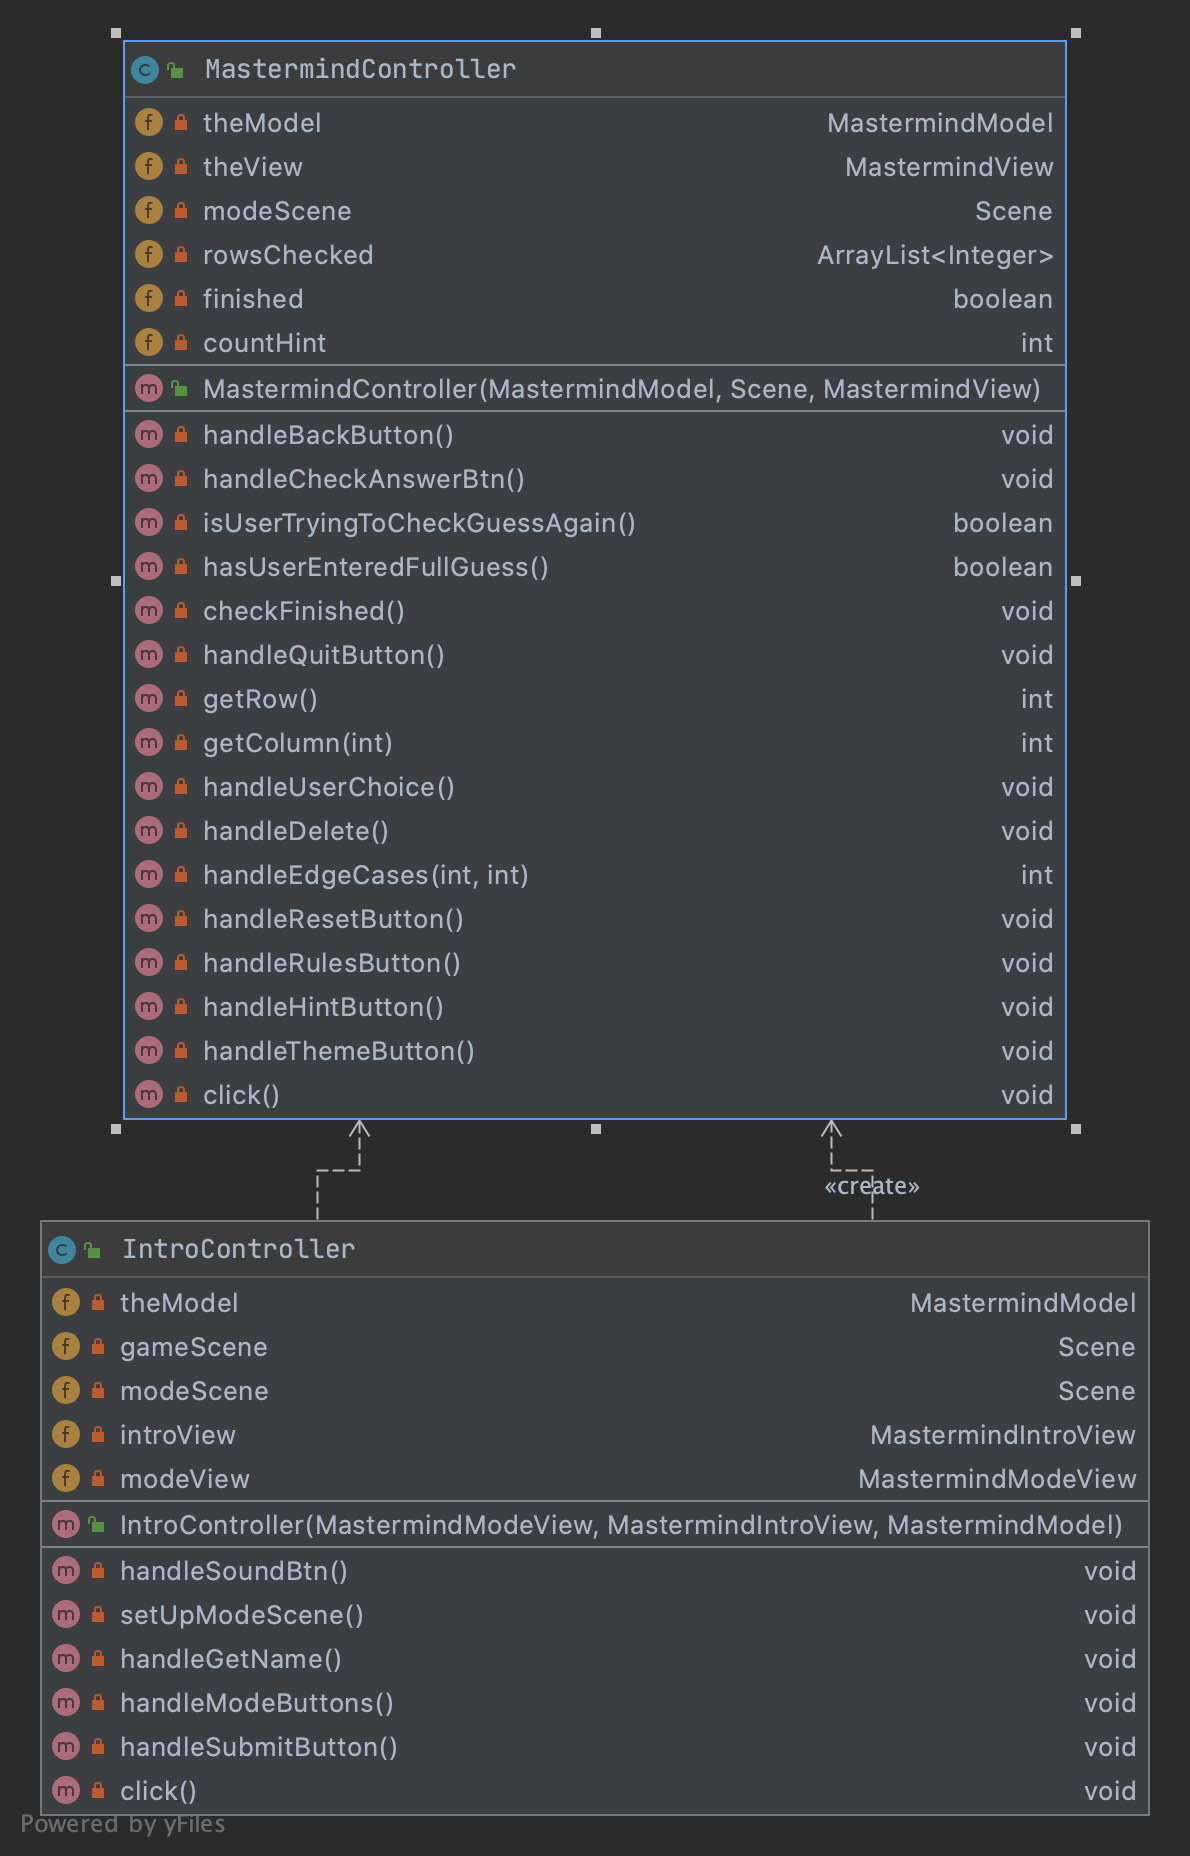 C MastermindController
f theModel MastermindModel
f theView MastermindView
f modeScene Scene
f rowsChecked ArrayList<Integer>
f finished boolean
f countHint int
m MastermindController(MastermindModel, Scene, MastermindView)
m handleBackButton() void
m handleCheckAnswerBtn() void
m isUserTryingToCheckGuessAgain() boolean
m hasUserEnteredFullGuess() boolean
m checkFinished() void
m handleQuitButton() void
m getRow() int
m getColumn(int) int
m handleUserChoice() void
m handleDelete() void
m handleEdgeCases(int, int) int
m handleResetButton() void
m handleRulesButton() void
m handleHintButton() void
m handleThemeButton() void
m click() void
«create»
C IntroController
f theModel MastermindModel
f gameScene Scene
f modeScene Scene
f introView MastermindIntroView
f modeView MastermindModeView
m IntroController(MastermindModeView, MastermindIntroView, MastermindModel)
m handleSoundBtn() void
m setUpModeScene() void
m handleGetName() void
m handleModeButtons() void
m handleSubmitButton() void
m click() void
Powered by yFiles